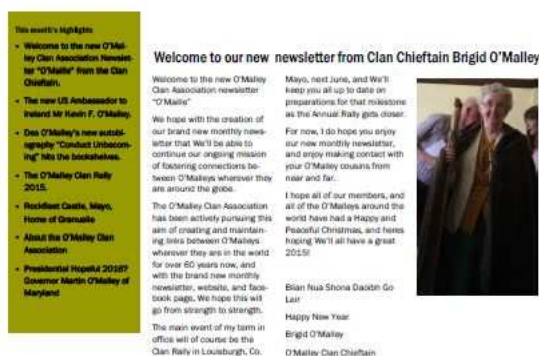 This month's highlights
• Welcome to the new O'Mal-
ley Clan Association Newslet-
ter "O'Maille" from the Clan
Chieftain.
• The new US Ambassador to
Ireland Mr Kevin F. O'Malley.
• Des O'Malley's new autobi-
ography "Conduct Unbecom-
ing" hits the bookshelves.
• The O'Malley Clan Rally
2015.
• Rockfleet Castle, Mayo,
Home of Granuaile
• About the O'Malley Clan
Association
• Presidential Hopeful 2016?
Governor Martin O'Malley of
Maryland
Welcome to our new newsletter from Clan Chieftain Brigid O'Malley
Welcome to the new O'Malley
Clan Association newsletter
"O'Maille"
We hope with the creation of
our brand new monthly news-
letter that We'll be able to
continue our ongoing mission
of fostering connections be-
tween O'Malleys wherever they
are around the globe.
The O'Malley Clan Association
has been actively pursuing this
aim of creating and maintain-
ing links between O'Malleys
wherever they are in the world
for over 60 years now, and
with the brand new monthly
newsletter, website, and face-
book page. We hope this will
go from strength to strength.
The main event of my term in
office will of course be the
Clan Rally in Louisburgh, Co.
Mayo, next June, and We'll
keep you all up to date on
preparations for that milestone
as the Annual Rally gets closer.
For now, I do hope you enjoy
our new monthly newsletter,
and enjoy making contact with
your O'Malley cousins from
near and far.
I hope all of our members, and
all of the O'Malleys around the
world have had a Happy and
Peaceful Christmas, and heres
hoping We'll all have a great
2015!
Blian Nua Shona Daoibh Go
Leir
Happy New Year
Brigid O'Malley
O'Malley Clan Chieftain